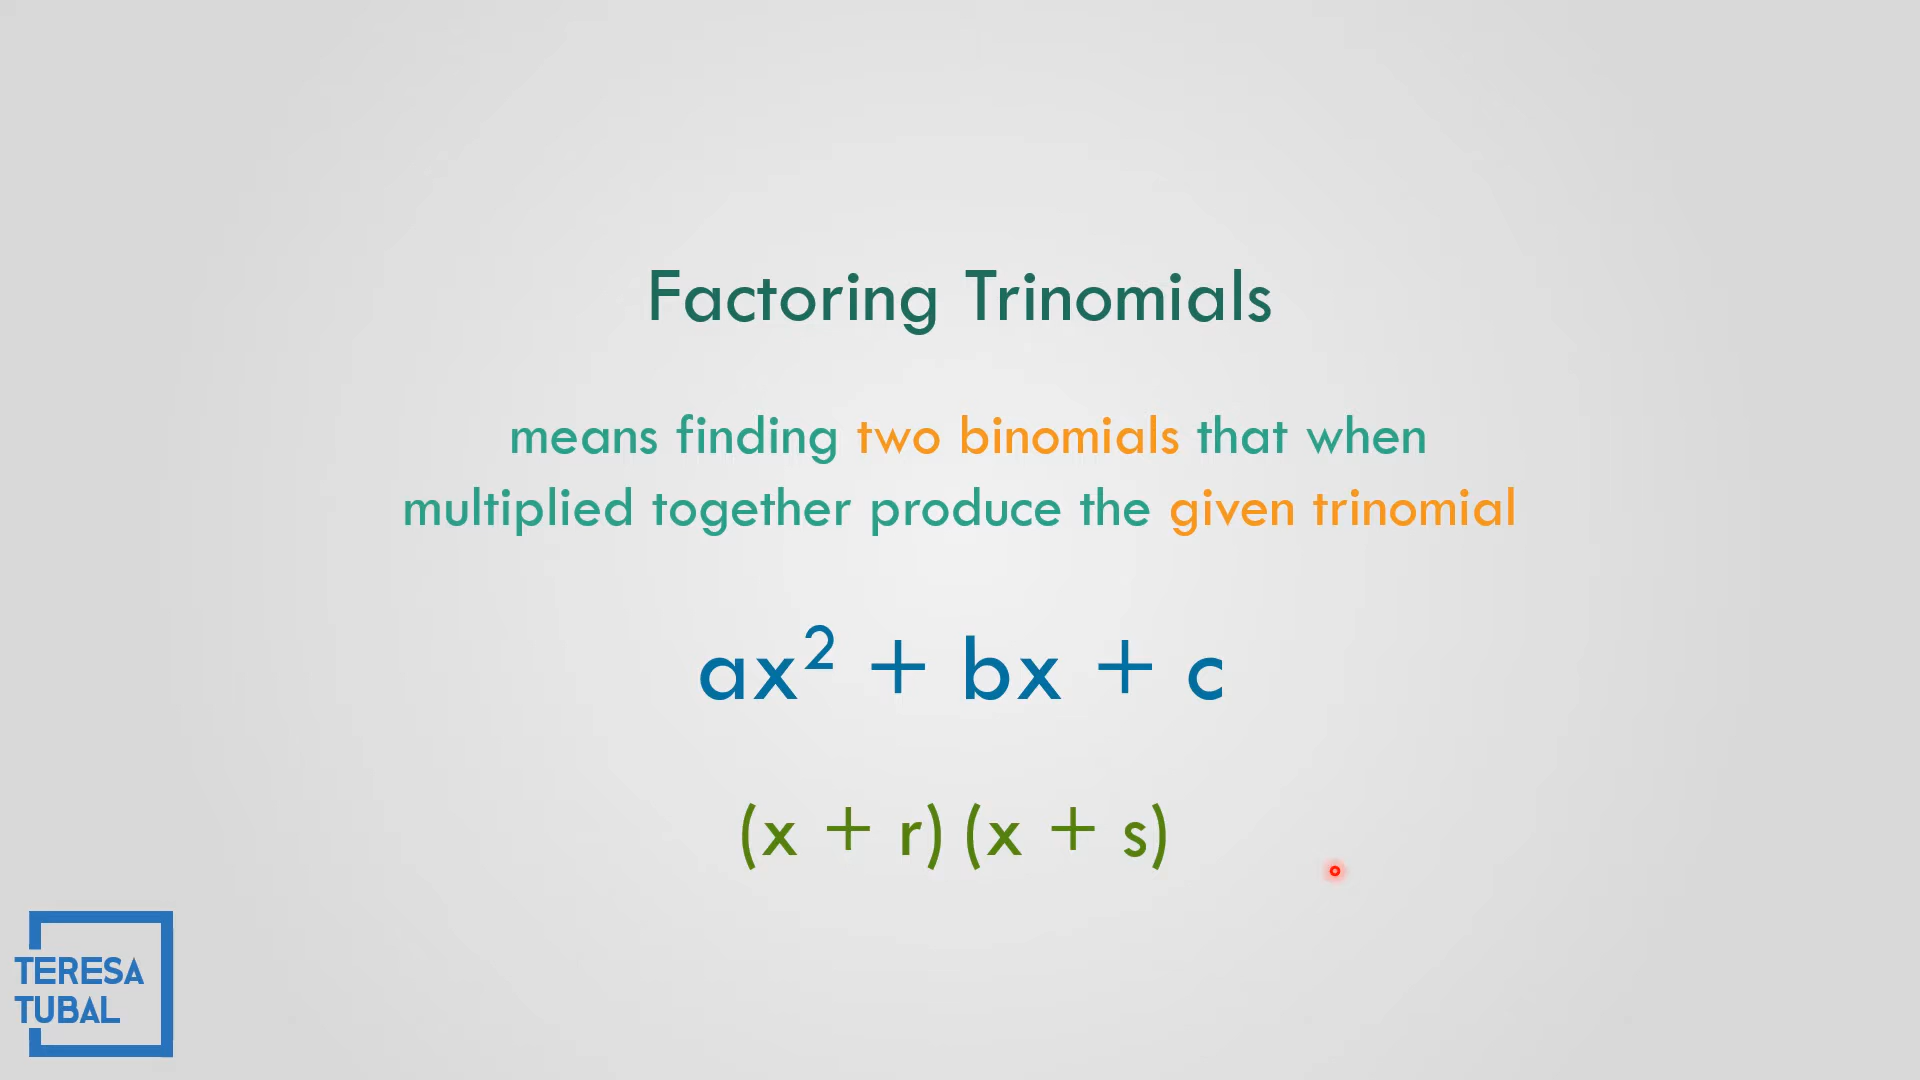 Factoring Trinomials
means finding two binomials that when
multiplied together produce the given trinomial
ax² + bx + c
(x + r) (x + s)
TERESA
TUBAL